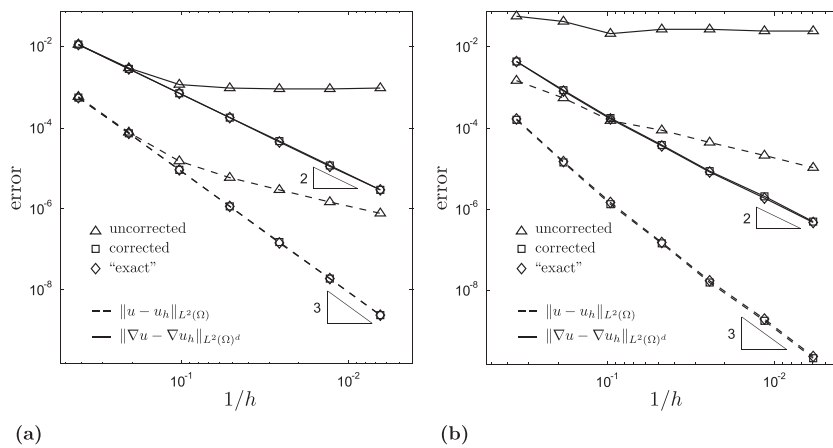 10⁻²
10⁻⁴
10⁻⁶
10⁻⁸
error
2
3
△ uncorrected
□ corrected
◇ “exact”
‖u − u_h‖_{L²(Ω)}
‖∇u − ∇u_h‖_{L²(Ω)^d}
10⁻¹
10⁻²
1/h
(a)
10⁻²
10⁻⁴
10⁻⁶
10⁻⁸
error
2
3
△ uncorrected
□ corrected
◇ “exact”
‖u − u_h‖_{L²(Ω)}
‖∇u − ∇u_h‖_{L²(Ω)^d}
10⁻¹
10⁻²
1/h
(b)